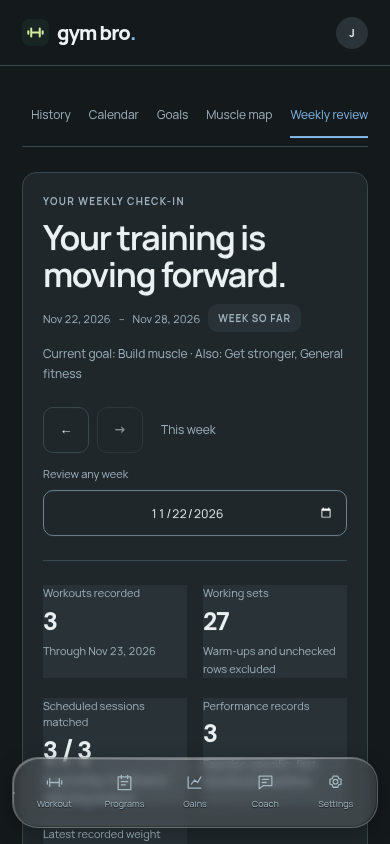 gym bro.
J
History Calendar Goals Muscle map Weekly review
YOUR WEEKLY CHECK-IN
Your training is
moving forward.
Nov 22, 2026 – Nov 28, 2026 WEEK SO FAR
Current goal: Build muscle · Also: Get stronger, General
fitness
← → This week
Review any week
11/22/2026
Workouts recorded
3
Through Nov 23, 2026
Working sets
27
Warm-ups and unchecked
rows excluded
Scheduled sessions
matched
3 / 3
Performance records
3
Workout Programs Gains Coach Settings
Latest recorded weight